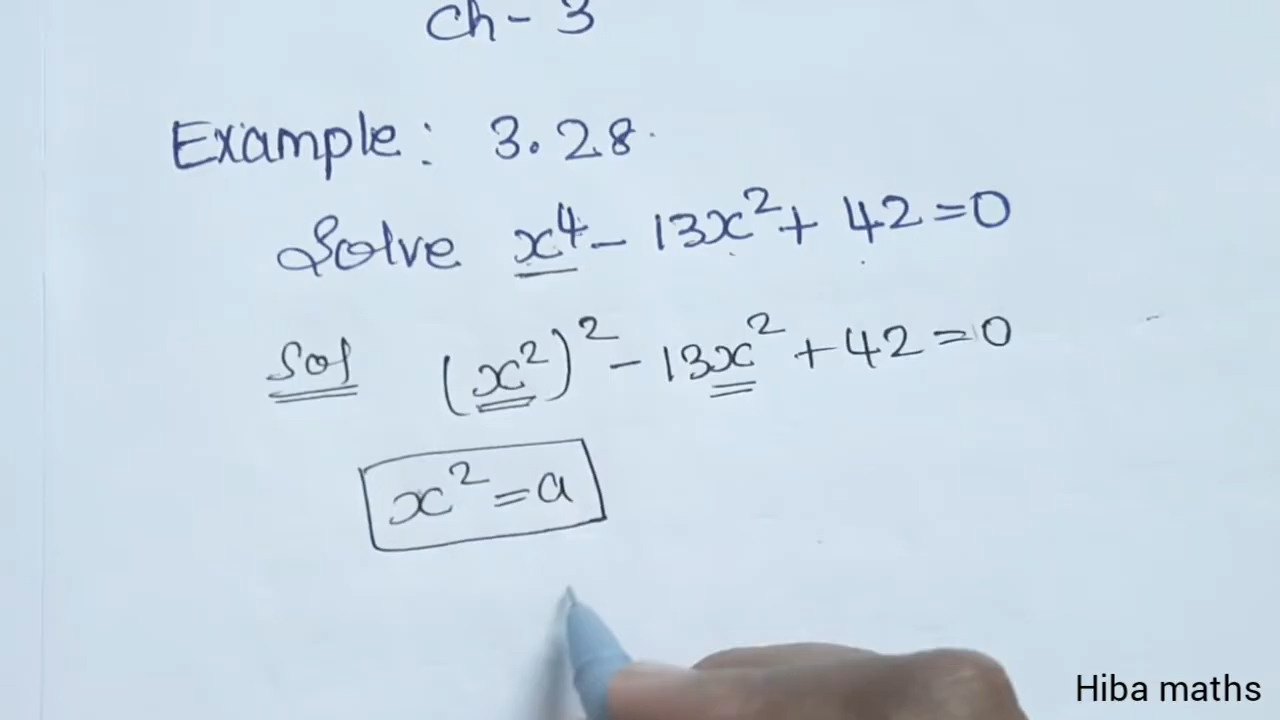 Ch - 3
Example: 3.28.
Solve x⁴ - 13x² + 42 = 0
Sol (x²)² - 13x² + 42 = 0
x² = a
Hiba maths